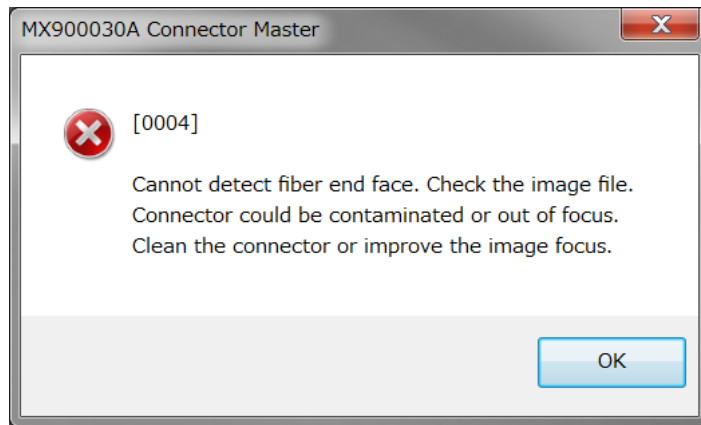 MX900030A Connector Master
[0004]
Cannot detect fiber end face. Check the image file.
Connector could be contaminated or out of focus.
Clean the connector or improve the image focus.
OK